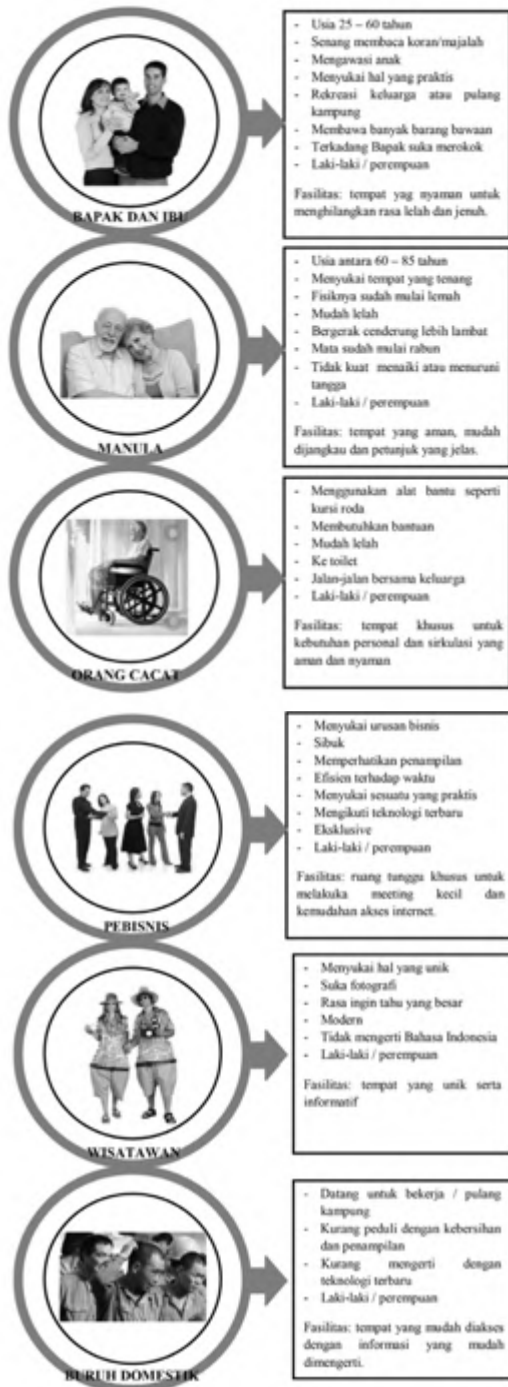 - Usia 25 – 60 tahun
- Senang membaca koran/majalah
- Mengawasi anak
- Menyukai hal yang praktis
- Rekreasi keluarga atau pulang
kampung
- Membawa banyak barang bawaan
- Terkadang Bapak suka merokok
- Laki-laki / perempuan
Fasilitas: tempat yag nyaman untuk
menghilangkan rasa lelah dan jenuh.
BAPAK DAN IBU
- Usia antara 60 – 85 tahun
- Menyukai tempat yang tenang
- Fisiknya sudah mulai lemah
- Mudah lelah
- Bergerak cenderung lebih lambat
- Mata sudah mulai rabun
- Tidak kuat menaiki atau menuruni
tangga
- Laki-laki / perempuan
Fasilitas: tempat yang aman, mudah
dijangkau dan petunjuk yang jelas.
MANULA
- Menggunakan alat bantu seperti
kursi roda
- Membutuhkan bantuan
- Mudah lelah
- Ke toilet
- Jalan-jalan bersama keluarga
- Laki-laki / perempuan
Fasilitas: tempat khusus untuk
kebutuhan personal dan sirkulasi yang
aman dan nyaman
ORANG CACAT
- Menyukai urusan bisnis
- Sibuk
- Memperhatikan penampilan
- Efisien terhadap waktu
- Menyukai sesuatu yang praktis
- Mengikuti teknologi terbaru
- Eksklusive
- Laki-laki / perempuan
Fasilitas: ruang tunggu khusus untuk
melakuka meeting kecil dan
kemudahan akses internet.
PEBISNIS
- Menyukai hal yang unik
- Suka fotografi
- Rasa ingin tahu yang besar
- Modern
- Tidak mengerti Bahasa Indonesia
- Laki-laki / perempuan
Fasilitas: tempat yang unik serta
informatif
WISATAWAN
- Datang untuk bekerja / pulang
kampung
- Kurang peduli dengan kebersihan
dan penampilan
- Kurang mengerti dengan
teknologi terbaru
- Laki-laki / perempuan
Fasilitas: tempat yang mudah diakses
dengan informasi yang mudah
dimengerti.
BURUH DOMESTIK